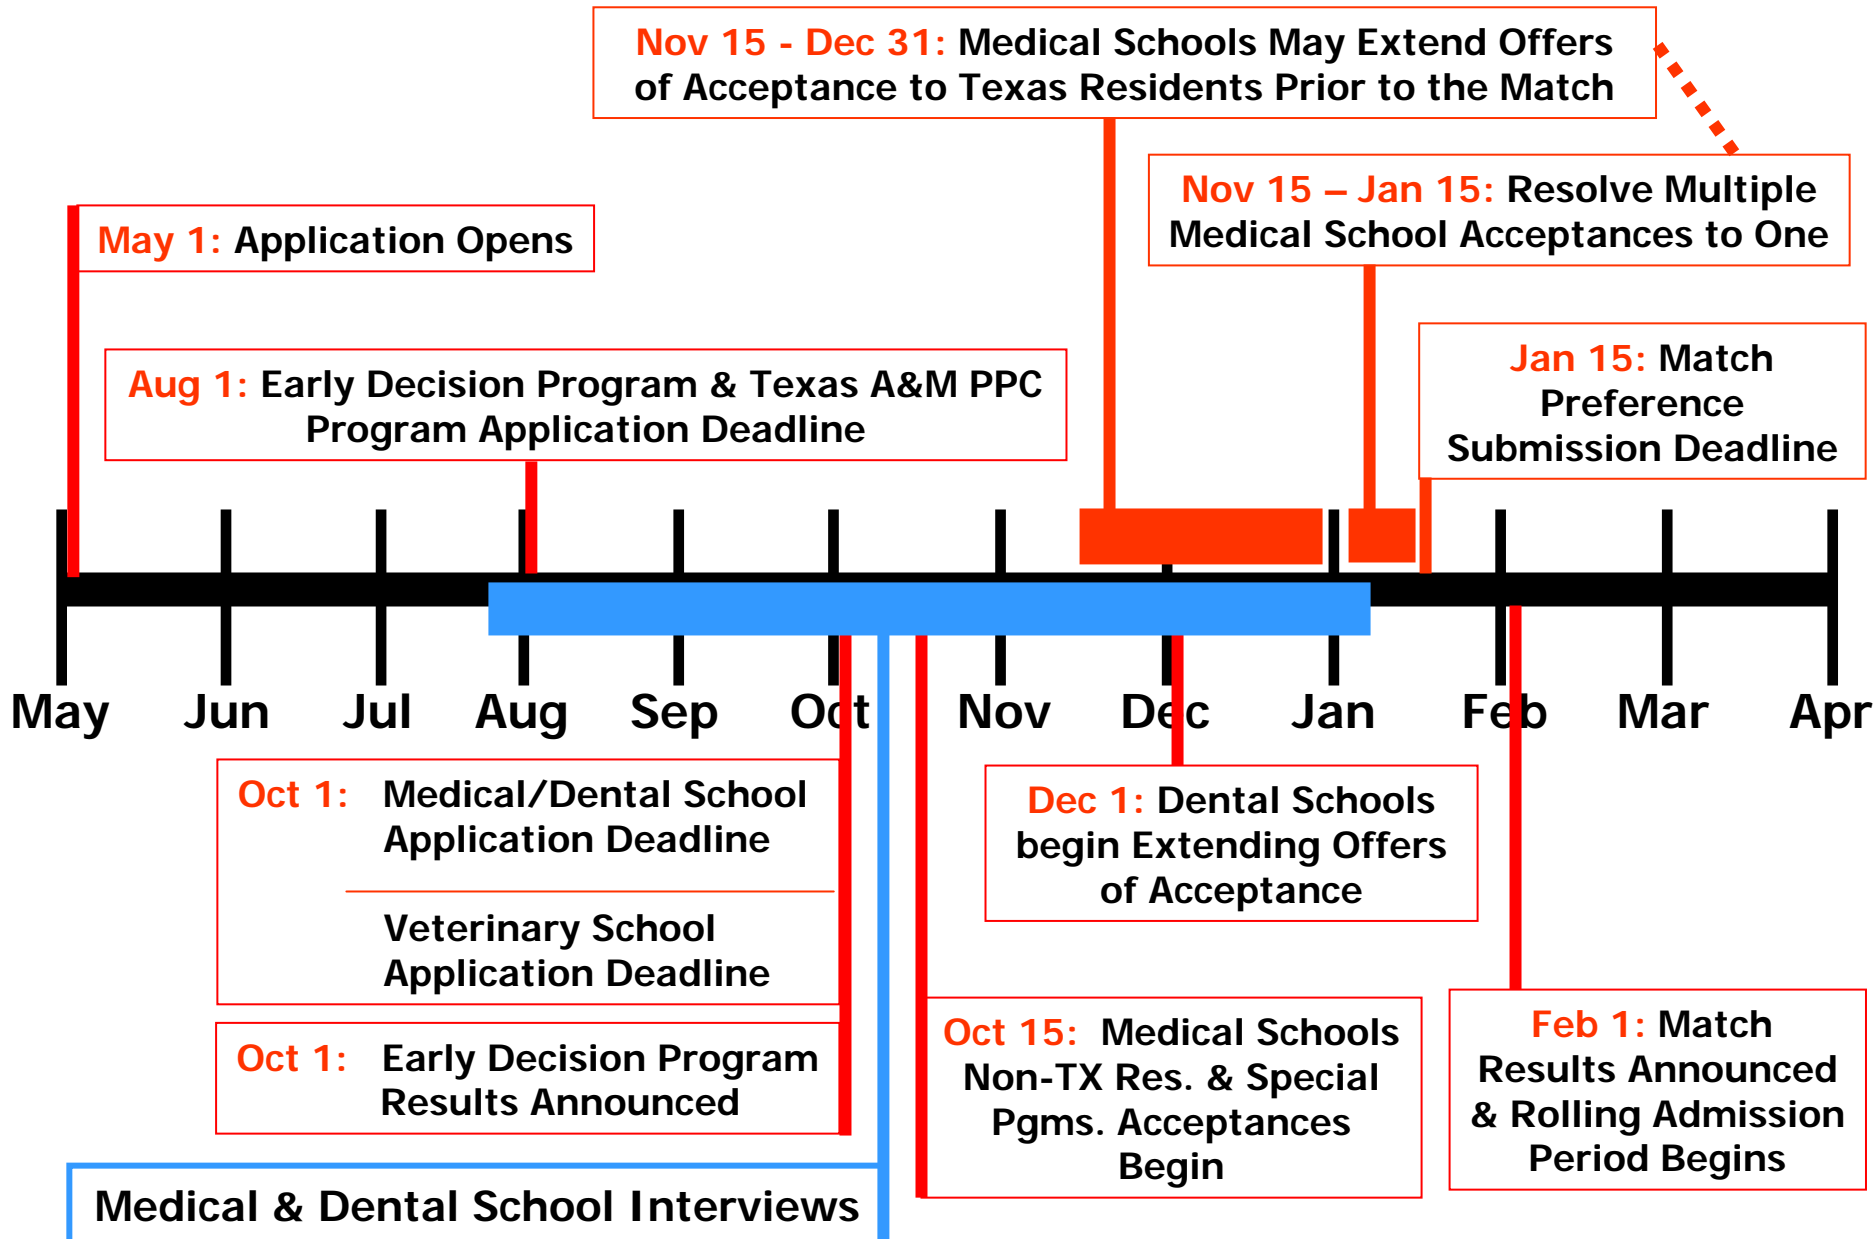 Nov 15 - Dec 31: Medical Schools May Extend Offers
of Acceptance to Texas Residents Prior to the Match
Nov 15 – Jan 15: Resolve Multiple
Medical School Acceptances to One
May 1: Application Opens
Jan 15: Match
Preference
Submission Deadline
Aug 1: Early Decision Program & Texas A&M PPC
Program Application Deadline
May Jun Jul Aug Sep Oct Nov Dec Jan Feb Mar Apr
Oct 1: Medical/Dental School
Application Deadline
Veterinary School
Application Deadline
Oct 1: Early Decision Program
Results Announced
Dec 1: Dental Schools
begin Extending Offers
of Acceptance
Oct 15: Medical Schools
Non-TX Res. & Special
Pgms. Acceptances
Begin
Feb 1: Match
Results Announced
& Rolling Admission
Period Begins
Medical & Dental School Interviews